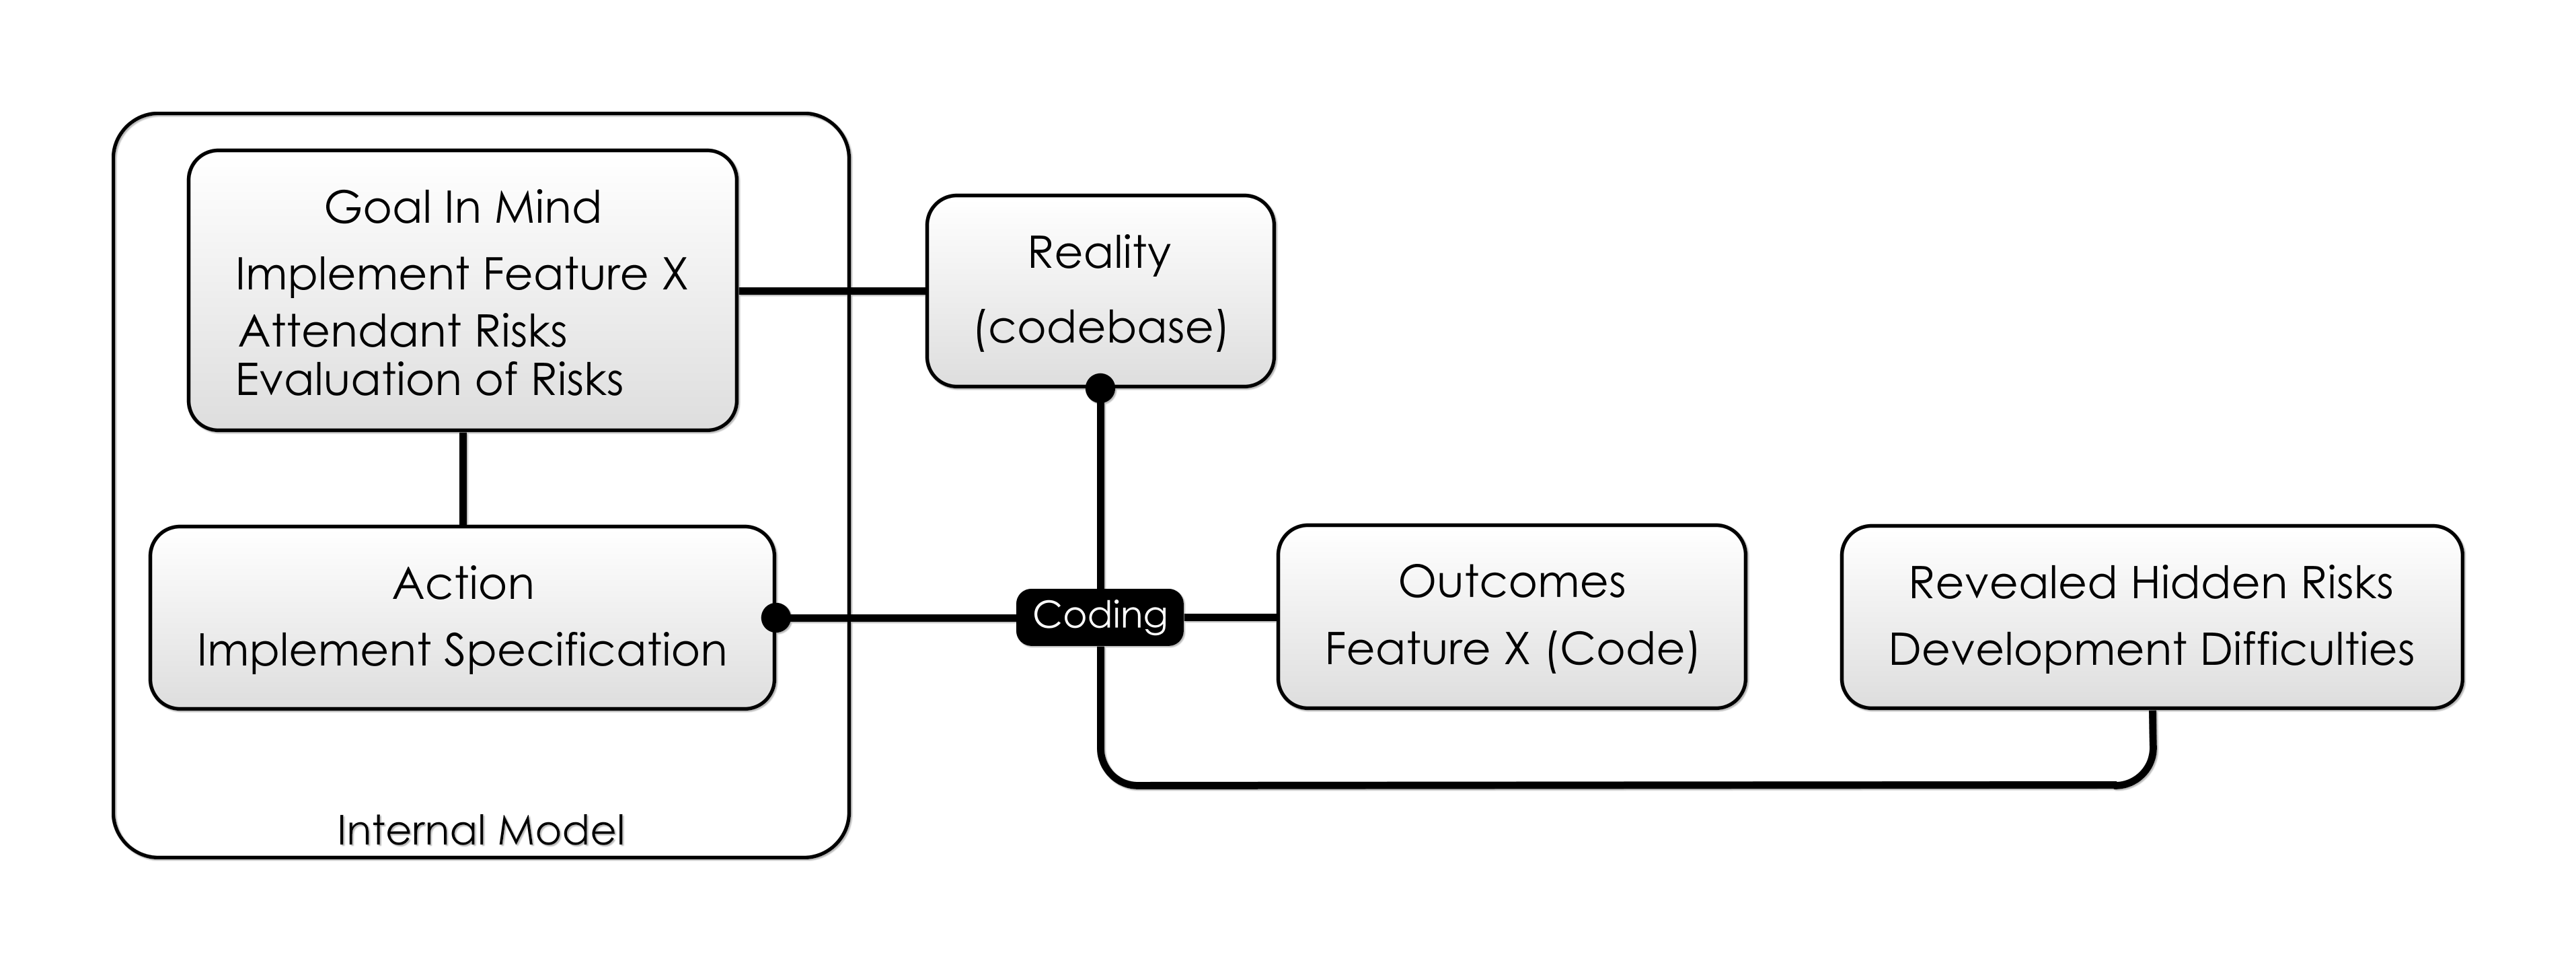 Goal In Mind
Implement Feature X
Attendant Risks
Evaluation of Risks
Reality
(codebase)
Action
Implement Specification
Coding
Outcomes
Feature X (Code)
Revealed Hidden Risks
Development Difficulties
Internal Model